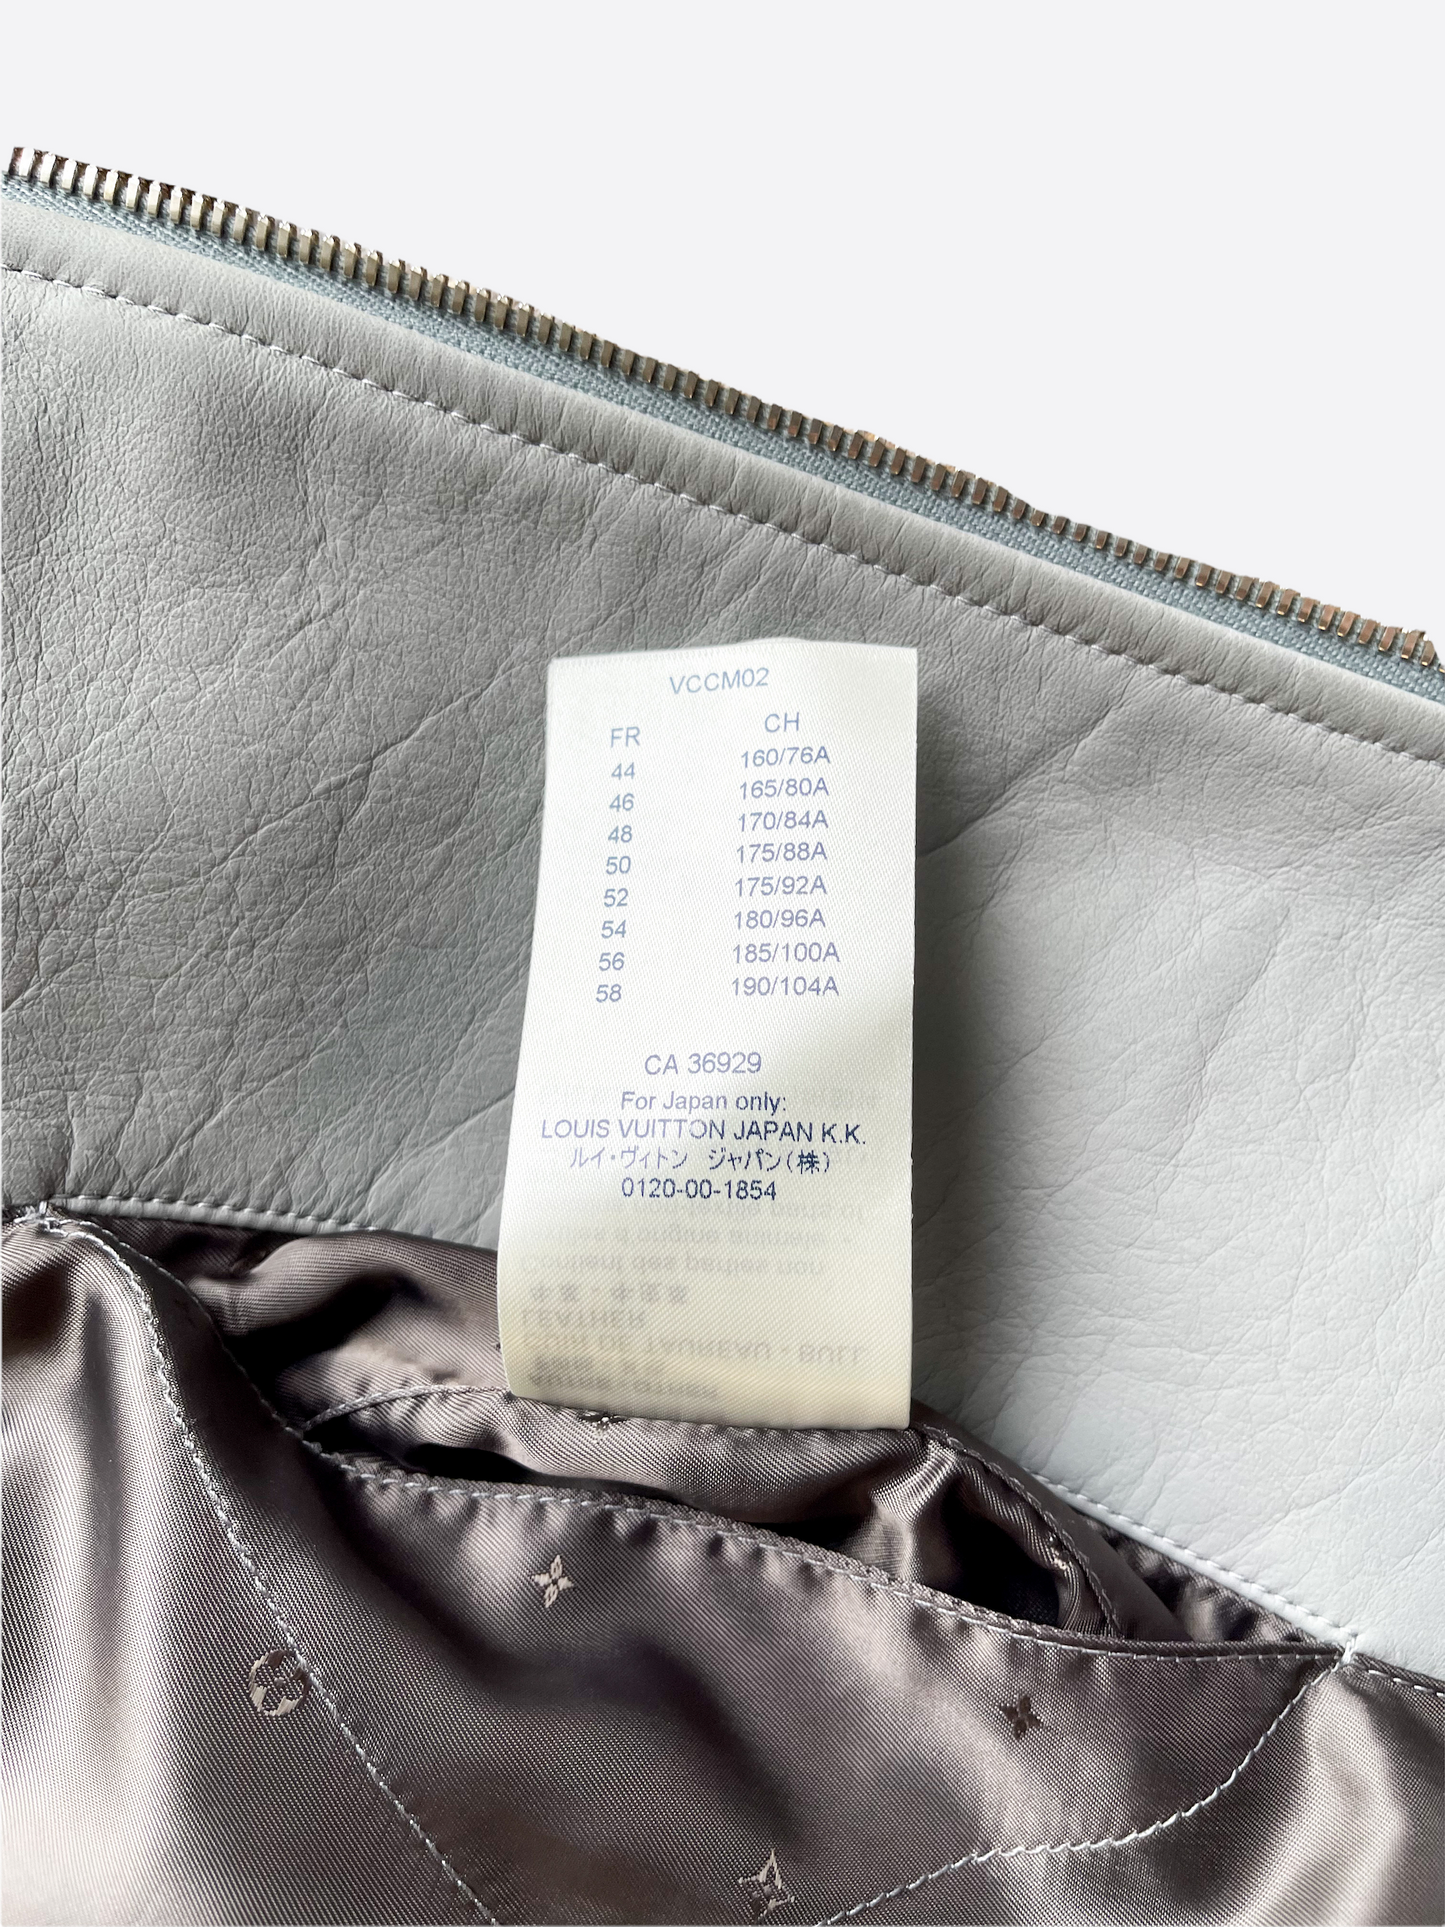 VCCM02
FR CH
44 160/76A
46 165/80A
48 170/84A
50 175/88A
52 175/92A
54 180/96A
56 185/100A
58 190/104A
CA 36929
For Japan only:
LOUIS VUITTON JAPAN K.K.
ルイ・ヴィトン ジャパン(株)
0120-00-1854